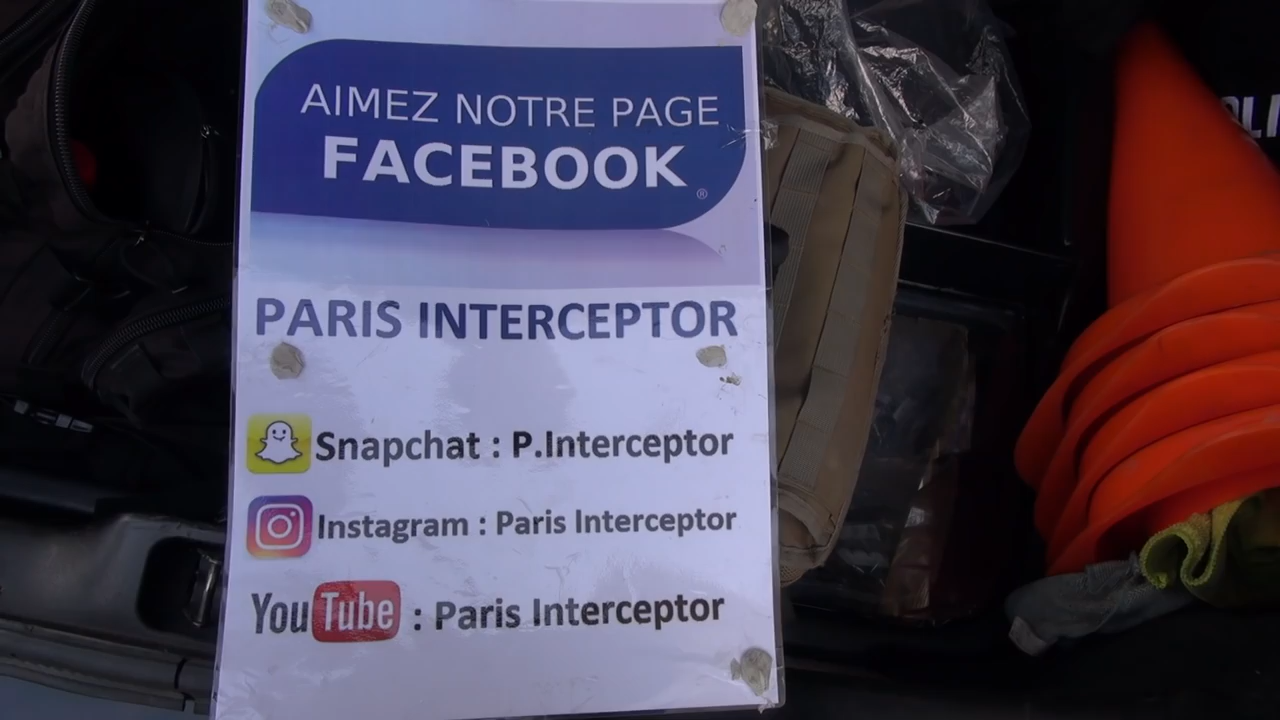 AIMEZ NOTRE PAGE
FACEBOOK
®
PARIS INTERCEPTOR
Snapchat : P.Interceptor
Instagram : Paris Interceptor
YouTube : Paris Interceptor